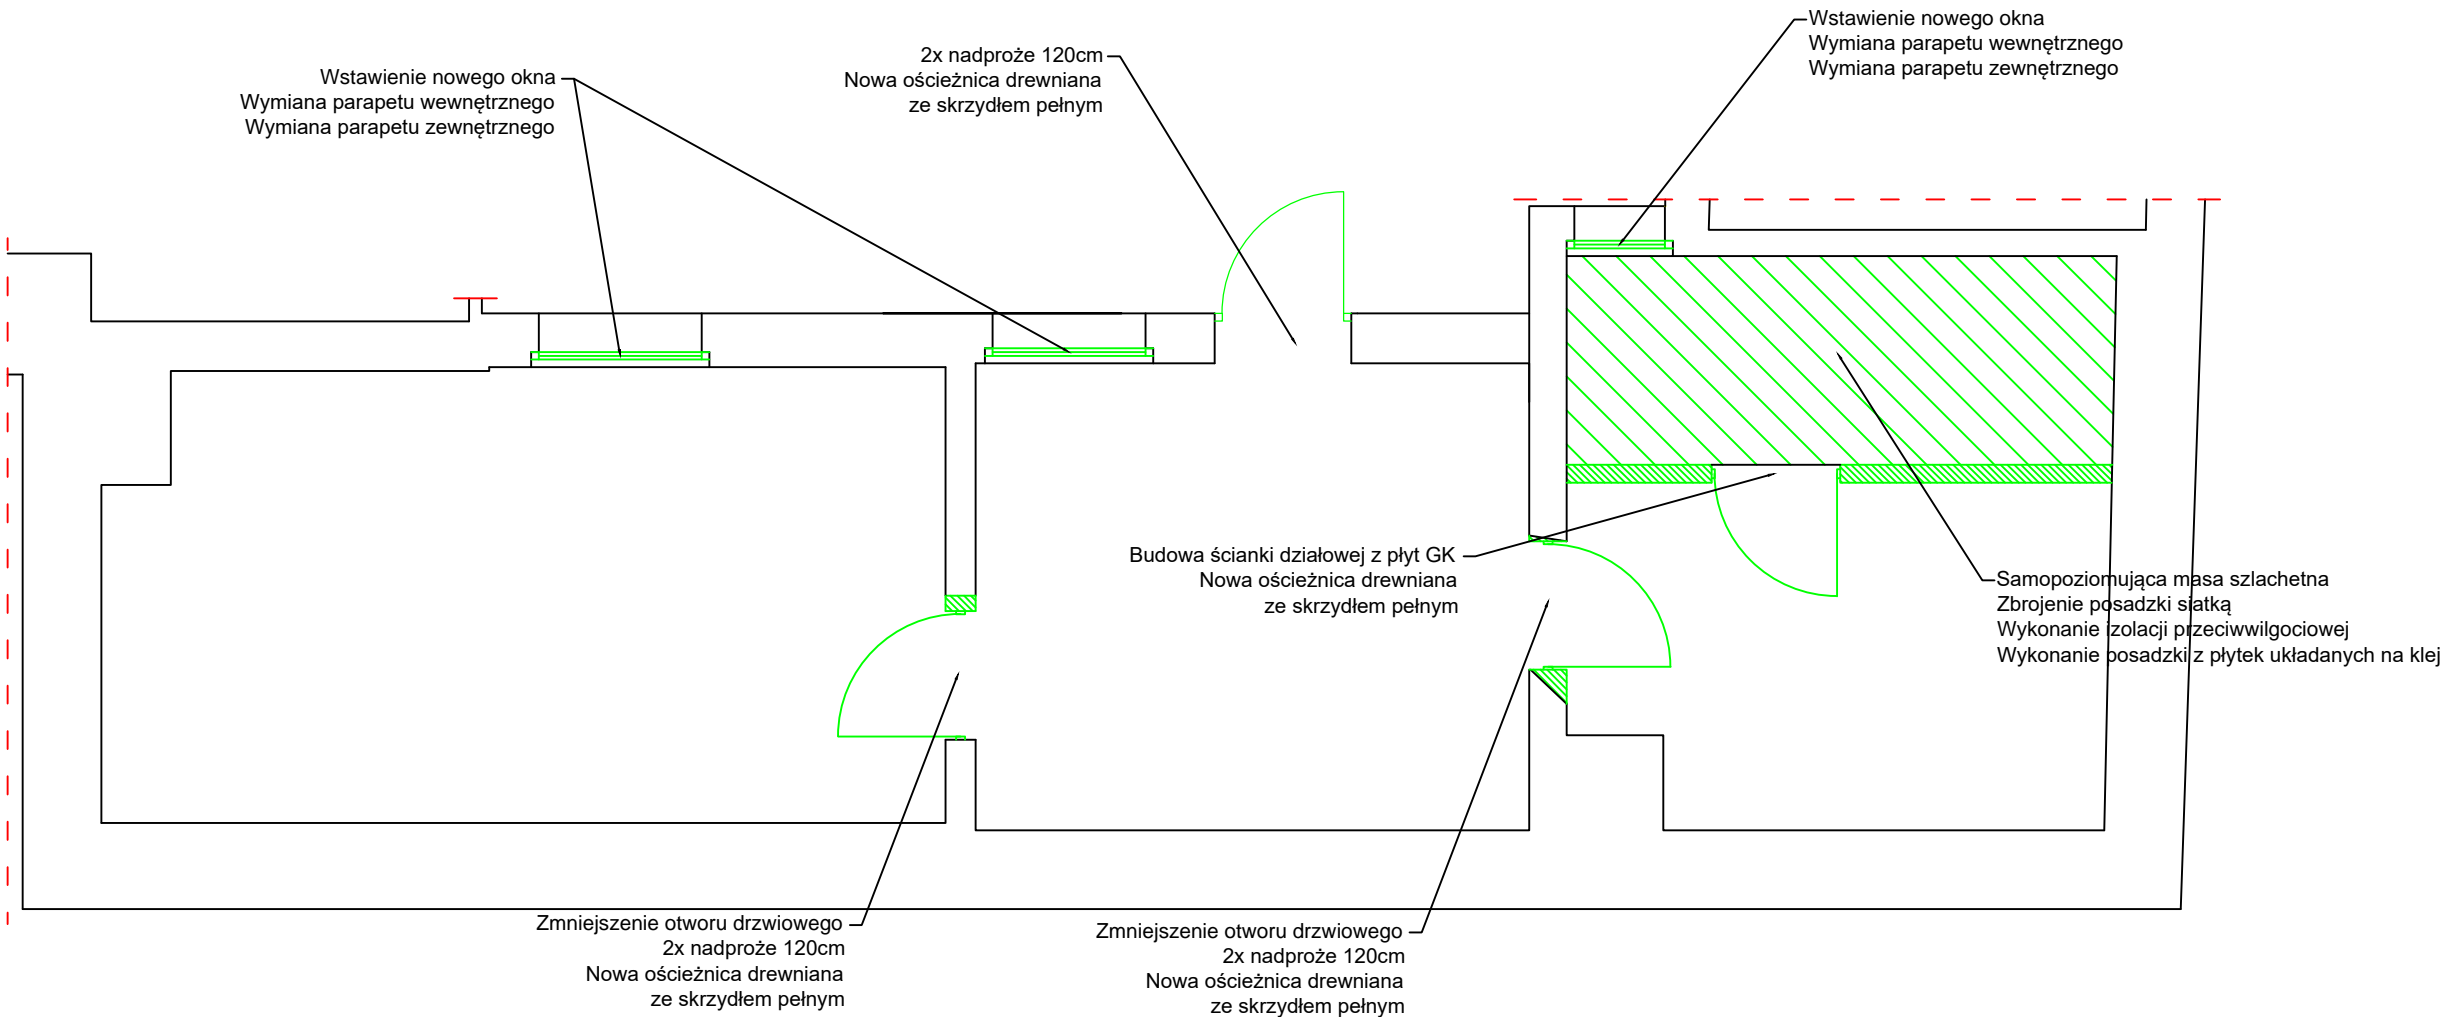 Wstawienie nowego okna
Wymiana parapetu wewnętrznego
Wymiana parapetu zewnętrznego
2x nadproże 120cm
Nowa ościeżnica drewniana
ze skrzydłem pełnym
Wstawienie nowego okna
Wymiana parapetu wewnętrznego
Wymiana parapetu zewnętrznego
Budowa ścianki działowej z płyt GK
Nowa ościeżnica drewniana
ze skrzydłem pełnym
Samopoziomująca masa szlachetna
Zbrojenie posadzki siatką
Wykonanie izolacji przeciwwilgociowej
Wykonanie posadzki z płytek układanych na klej
Zmniejszenie otworu drzwiowego
2x nadproże 120cm
Nowa ościeżnica drewniana
ze skrzydłem pełnym
Zmniejszenie otworu drzwiowego
2x nadproże 120cm
Nowa ościeżnica drewniana
ze skrzydłem pełnym